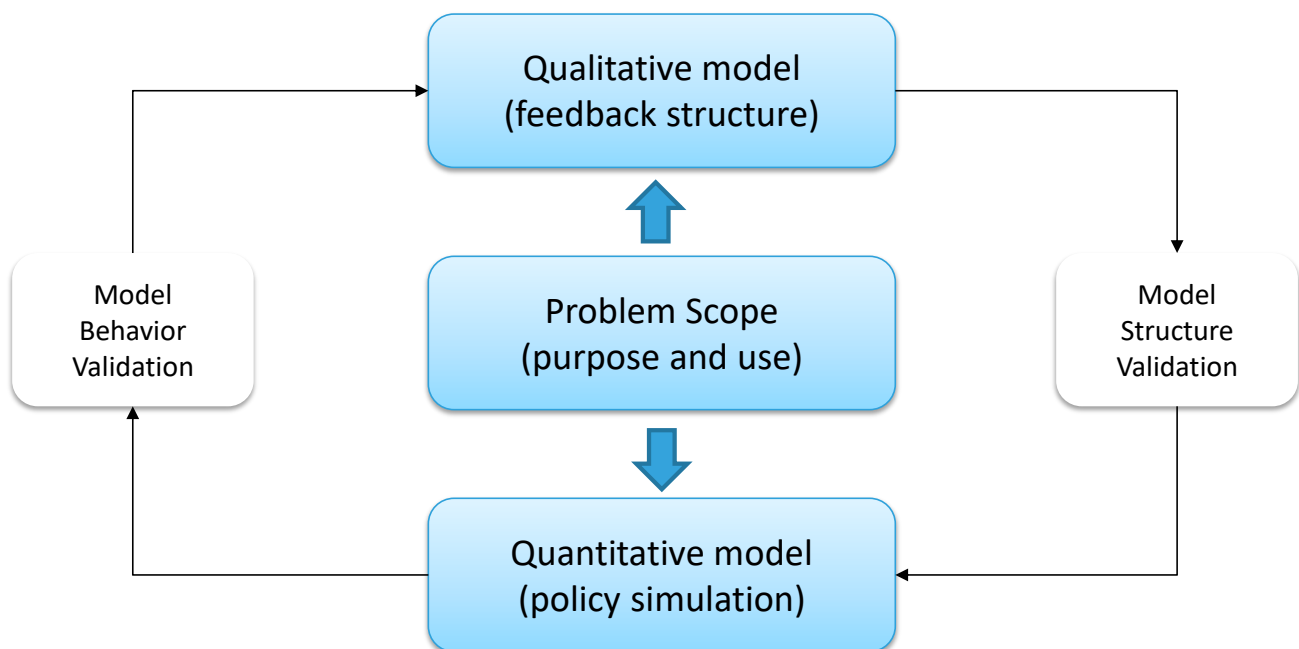 Qualitative model
(feedback structure)
Model
Behavior
Validation
Problem Scope
(purpose and use)
Model
Structure
Validation
Quantitative model
(policy simulation)